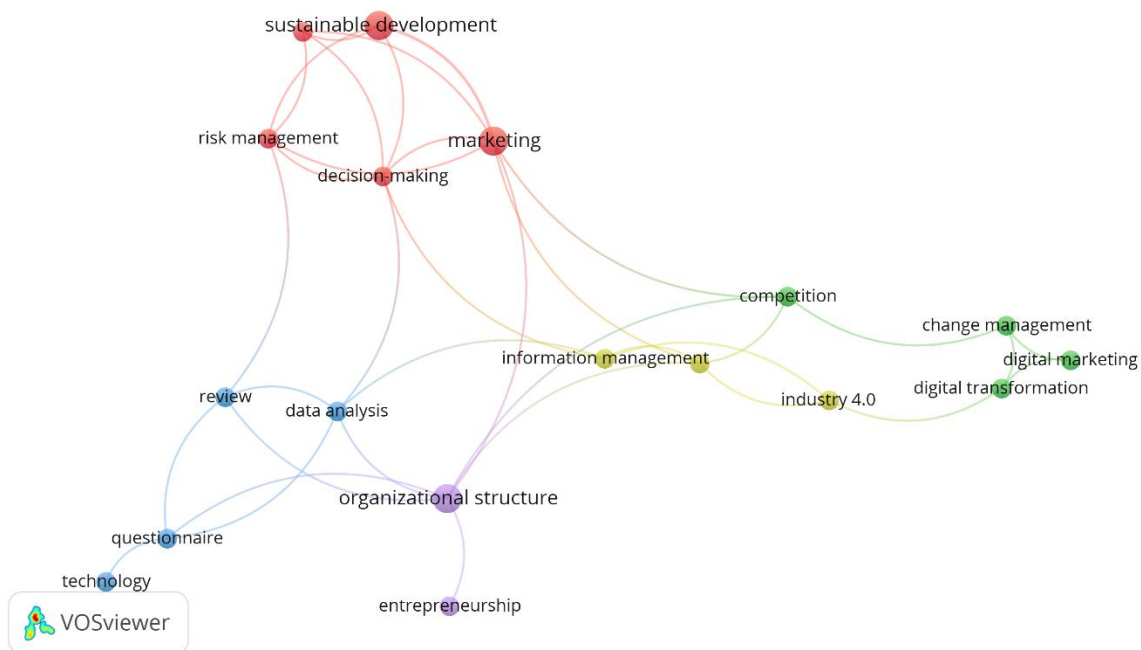 sustainable development
risk management
marketing
decision-making
competition
change management
information management
digital marketing
digital transformation
review
data analysis
industry 4.0
organizational structure
questionnaire
technology
entrepreneurship
VOSviewer